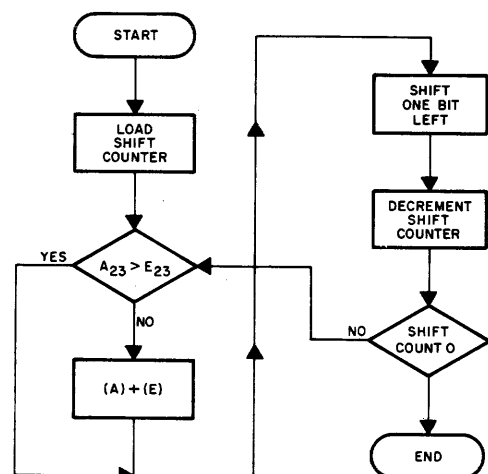 START
LOAD
SHIFT
COUNTER
YES
A23 > E23
NO
(A) + (E)
SHIFT
ONE BIT
LEFT
DECREMENT
SHIFT
COUNTER
NO
SHIFT
COUNT 0
END